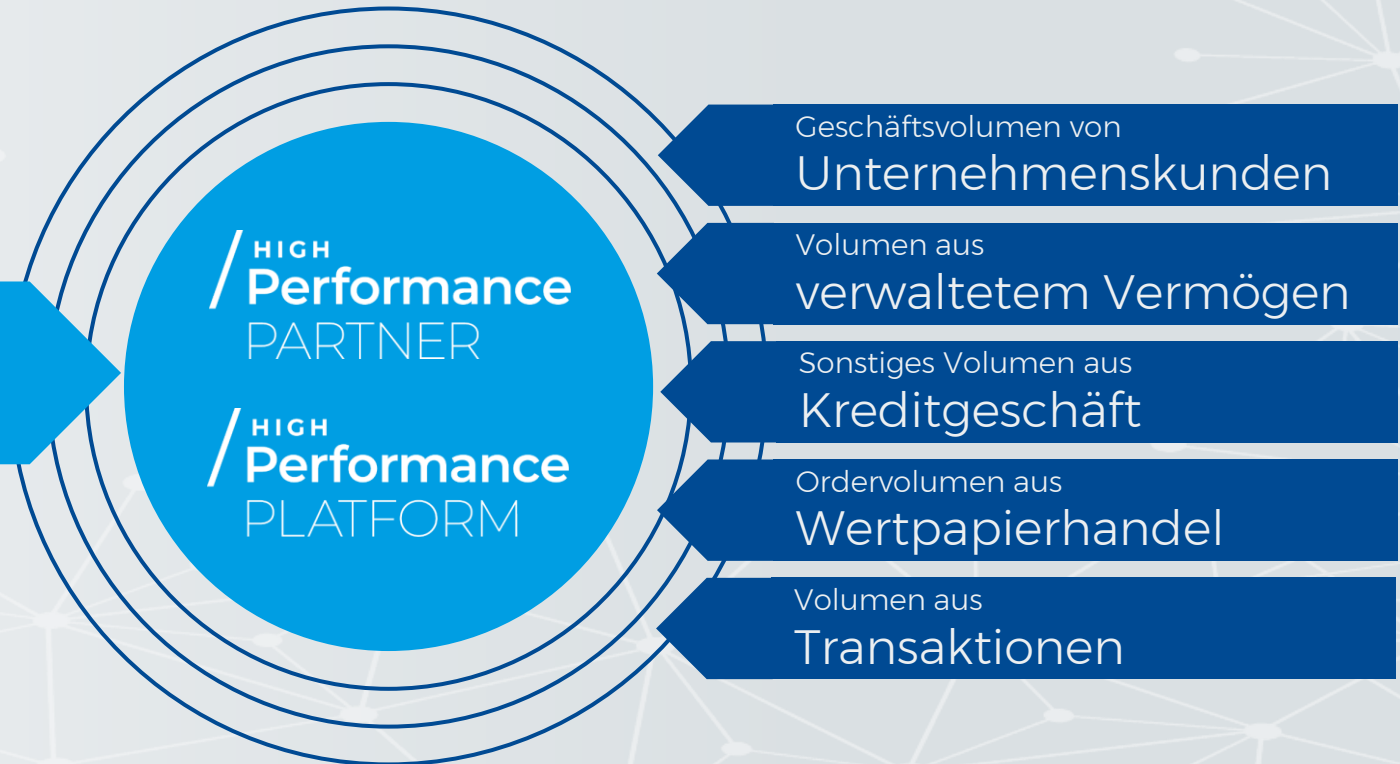 HIGH
Performance
PARTNER
HIGH
Performance
PLATFORM
Geschäftsvolumen von
Unternehmenskunden
Volumen aus
verwaltetem Vermögen
Sonstiges Volumen aus
Kreditgeschäft
Ordervolumen aus
Wertpapierhandel
Volumen aus
Transaktionen